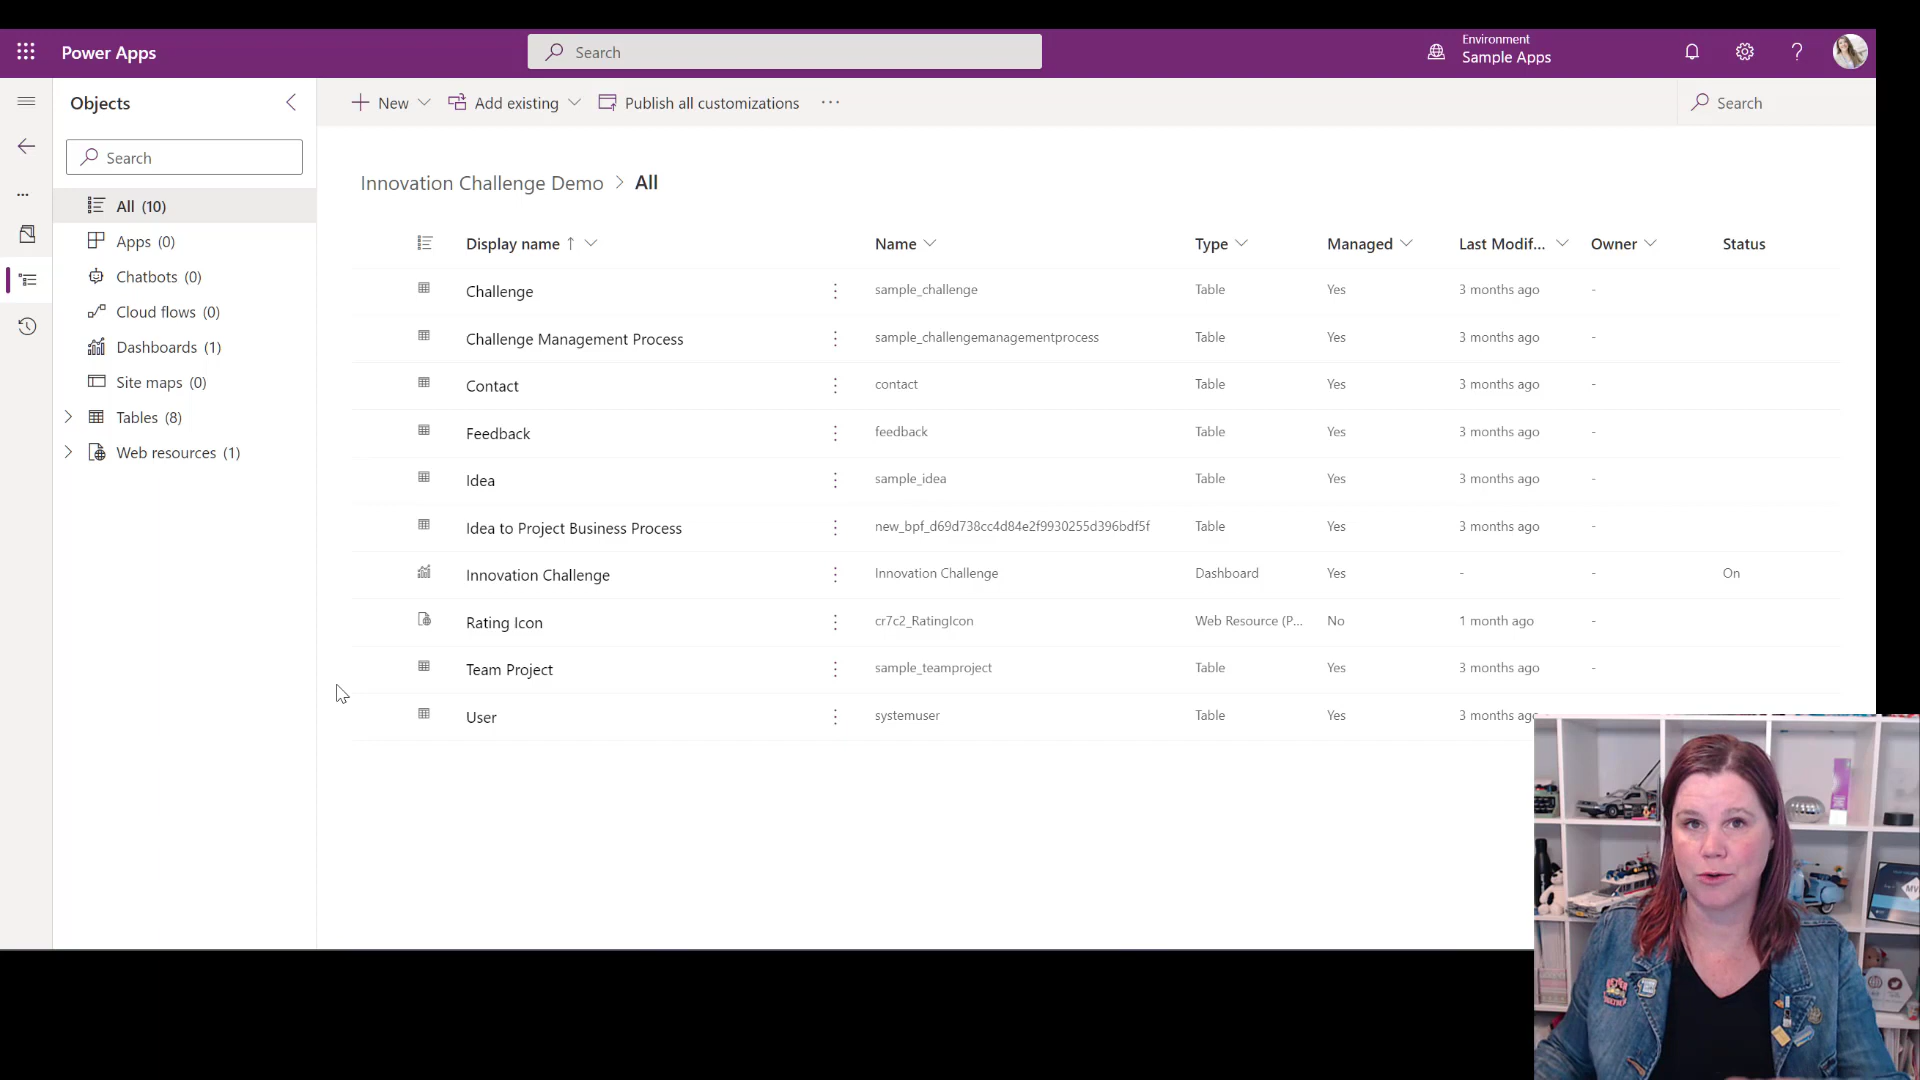 Power Apps
Search
Environment
Sample Apps
Objects
New
Add existing
Publish all customizations
Search
Search
All (10)
Apps (0)
Chatbots (0)
Cloud flows (0)
Dashboards (1)
Site maps (0)
Tables (8)
Web resources (1)
Innovation Challenge Demo > All
Display name ↑ Name Type Managed Last Modif... Owner Status
Challenge sample_challenge Table Yes 3 months ago -
Challenge Management Process sample_challengemanagementprocess Table Yes 3 months ago -
Contact contact Table Yes 3 months ago -
Feedback feedback Table Yes 3 months ago -
Idea sample_idea Table Yes 3 months ago -
Idea to Project Business Process new_bpf_d69d738cc4d84e2f9930255d396bdf5f Table Yes 3 months ago -
Innovation Challenge Innovation Challenge Dashboard Yes - - On
Rating Icon cr7c2_RatingIcon Web Resource (P... No 1 month ago -
Team Project sample_teamproject Table Yes 3 months ago -
User systemuser Table Yes 3 months ago